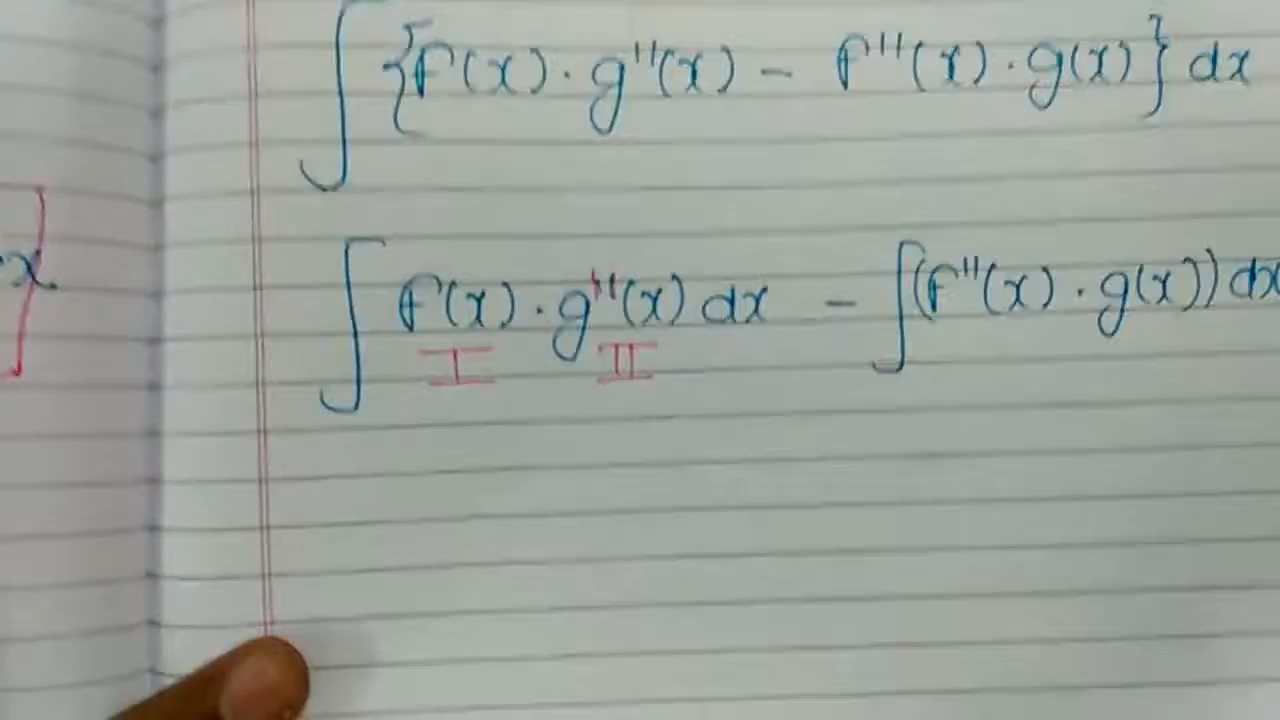 ∫ {f(x) · g''(x) - f''(x) · g(x)} dx
x
∫ f(x) · g''(x) dx - ∫(f''(x) · g(x)) dx
I II